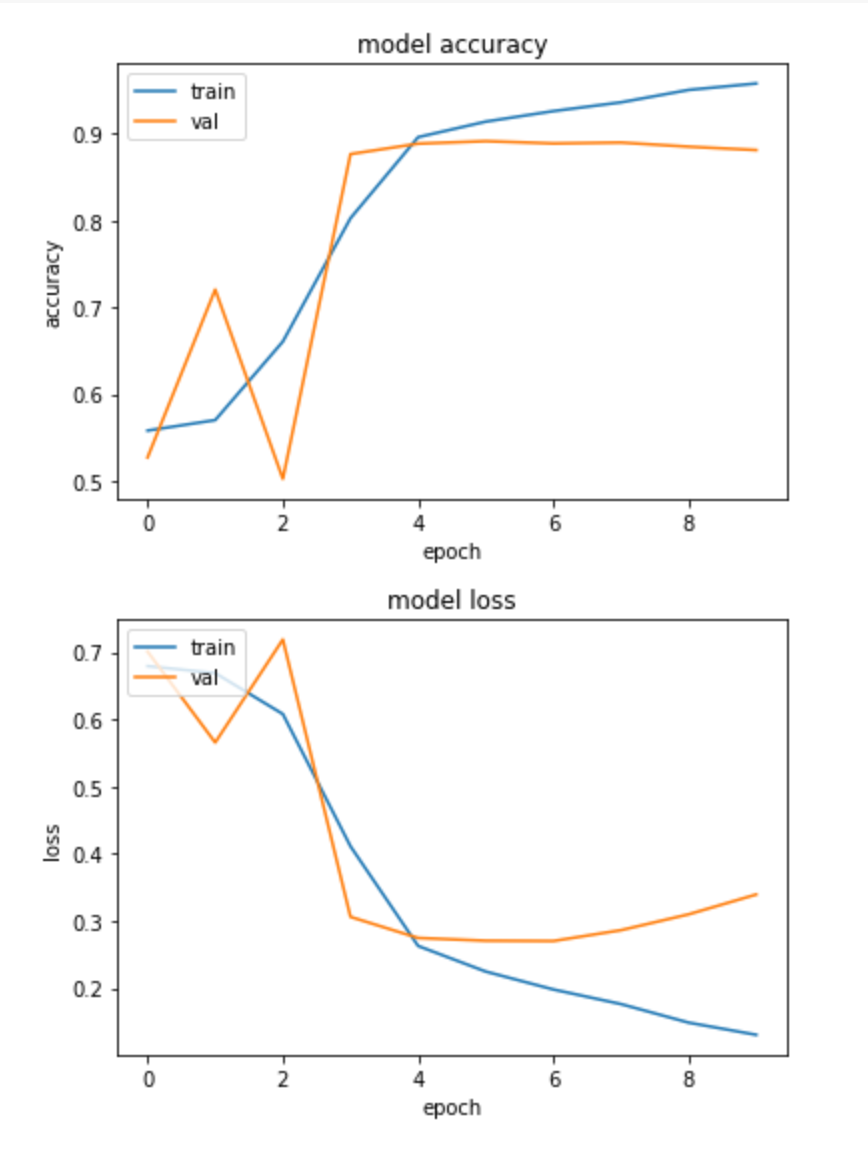 model accuracy
train
val
0.9
0.8
0.7
0.6
0.5
accuracy
0 2 4 6 8
epoch
model loss
train
val
0.7
0.6
0.5
0.4
0.3
0.2
loss
0 2 4 6 8
epoch